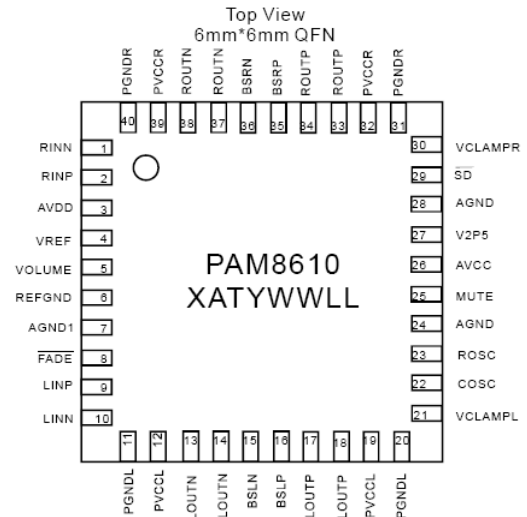 Top View
6mm*6mm QFN
PGNDR
PVCCR
ROUTN
ROUTN
BSRN
BSRP
ROUTP
ROUTP
PVCCR
PGNDR
40
39
38
37
36
35
34
33
32
31
RINN 1
RINP 2
AVDD 3
VREF 4
VOLUME 5
REFGND 6
AGND1 7
FADE 8
LINP 9
LINN 10
30 VCLAMPR
29 SD
28 AGND
27 V2P5
26 AVCC
25 MUTE
24 AGND
23 ROSC
22 COSC
21 VCLAMPL
PAM8610
XATYWWLL
11
12
13
14
15
16
17
18
19
20
PGNDL
PVCCL
LOUTN
LOUTN
BSLN
BSLP
LOUTP
LOUTP
PVCCL
PGNDL